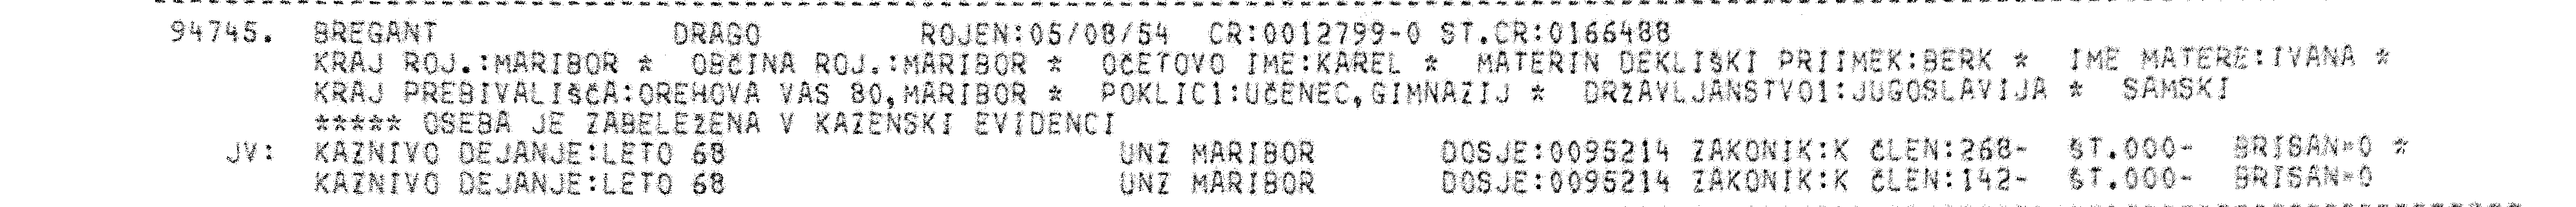 94745. BREGANT DRAGO ROJEN:05/08/54 CR:0012799-0 ST.CR:0166488
KRAJ ROJ.:MARIBOR * OBČINA ROJ.:MARIBOR * OČETOVO IME:KAREL * MATERIN DEKLIŠKI PRIIMEK:BERK * IME MATERE:IVANA *
KRAJ PREBIVALIŠČA:OREHOVA VAS 80,MARIBOR * POKLIC1:UČENEC,GIMNAZIJ * DRŽAVLJANSTVO1:JUGOSLAVIJA * SAMSKI
***** OSEBA JE ZABELEŽENA V KAZENSKI EVIDENCI
JV: KAZNIVO DEJANJE:LETO 68 UNZ MARIBOR DOSJE:0095214 ZAKONIK:K ČLEN:268- ŠT.000- BRISAN=0 *
KAZNIVO DEJANJE:LETO 68 UNZ MARIBOR DOSJE:0095214 ZAKONIK:K ČLEN:142- ŠT.000- BRISAN=0